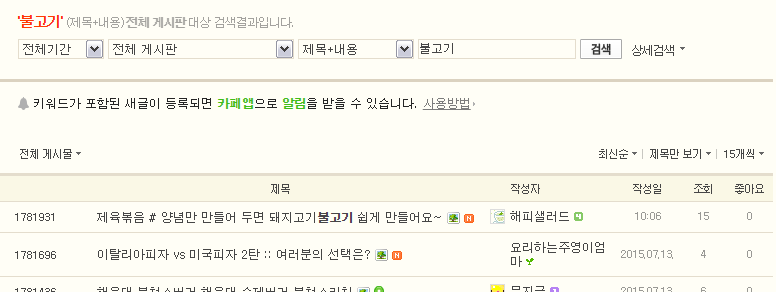 '불고기' (제목+내용) 전체 게시판 대상 검색결과입니다.
전체기간 전체 게시판 제목+내용 불고기 검색 상세검색
키워드가 포함된 새글이 등록되면 카페앱으로 알림을 받을 수 있습니다. 사용방법
전체 게시물 최신순 제목만 보기 15개씩
제목 작성자 작성일 조회 좋아요
1781931 제육볶음 # 양념만 만들어 두면 돼지고기불고기 쉽게 만들어요~ N 해피샐러드 10:06 15 0
1781696 이탈리아피자 vs 미국피자 2탄 :: 여러분의 선택은? N 요리하는주영이엄마 2015.07.13. 4 0